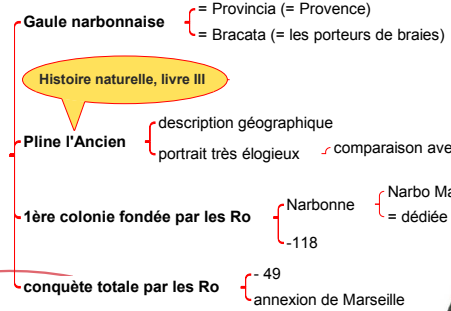 Gaule narbonnaise
= Provincia (= Provence)
= Bracata (= les porteurs de braies)
Histoire naturelle, livre III
Pline l'Ancien
description géographique
portrait très élogieux
comparaison ave
1ère colonie fondée par les Ro
Narbonne
Narbo Ma
= dédiée
-118
conquète totale par les Ro
- 49
annexion de Marseille